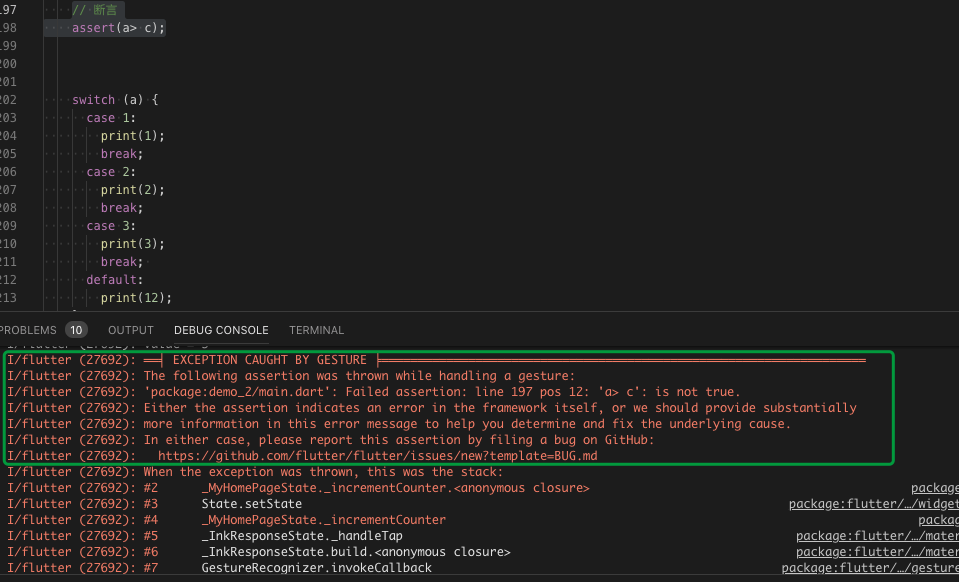 197 // 断言
198 assert(a> c);
199
200
201
202 switch (a) {
203 case 1:
204 print(1);
205 break;
206 case 2:
207 print(2);
208 break;
209 case 3:
210 print(3);
211 break;
212 default:
213 print(12);
PROBLEMS 10 OUTPUT DEBUG CONSOLE TERMINAL
I/flutter (27692): ══╡ EXCEPTION CAUGHT BY GESTURE ╞══
I/flutter (27692): The following assertion was thrown while handling a gesture:
I/flutter (27692): 'package:demo_2/main.dart': Failed assertion: line 197 pos 12: 'a> c': is not true.
I/flutter (27692): Either the assertion indicates an error in the framework itself, or we should provide substantially
I/flutter (27692): more information in this error message to help you determine and fix the underlying cause.
I/flutter (27692): In either case, please report this assertion by filing a bug on GitHub:
I/flutter (27692): https://github.com/flutter/flutter/issues/new?template=BUG.md
I/flutter (27692): When the exception was thrown, this was the stack:
I/flutter (27692): #2 _MyHomePageState._incrementCounter.<anonymous closure> package
I/flutter (27692): #3 State.setState package:flutter/…/widget
I/flutter (27692): #4 _MyHomePageState._incrementCounter packag
I/flutter (27692): #5 _InkResponseState._handleTap package:flutter/…/mater
I/flutter (27692): #6 _InkResponseState.build.<anonymous closure> package:flutter/…/mater
I/flutter (27692): #7 GestureRecognizer.invokeCallback package:flutter/…/gesture